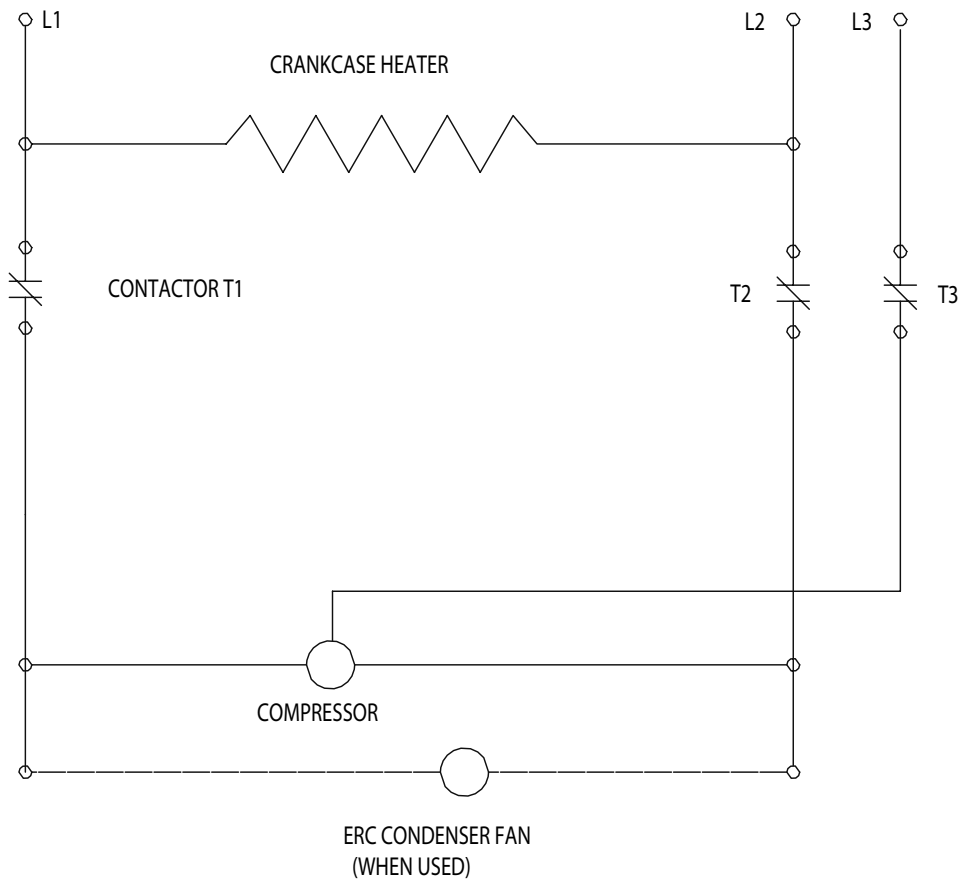 L1
L2
L3
CRANKCASE HEATER
CONTACTOR T1
T2
T3
COMPRESSOR
ERC CONDENSER FAN
(WHEN USED)